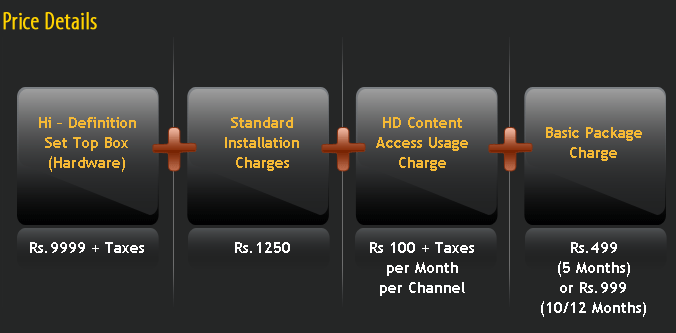 Price Details
Hi - Definition
Set Top Box
(Hardware)
Rs.9999 + Taxes
Standard
Installation
Charges
Rs.1250
HD Content
Access Usage
Charge
Rs 100 + Taxes
per Month
per Channel
Basic Package
Charge
Rs.499
(5 Months)
or Rs.999
(10/12 Months)